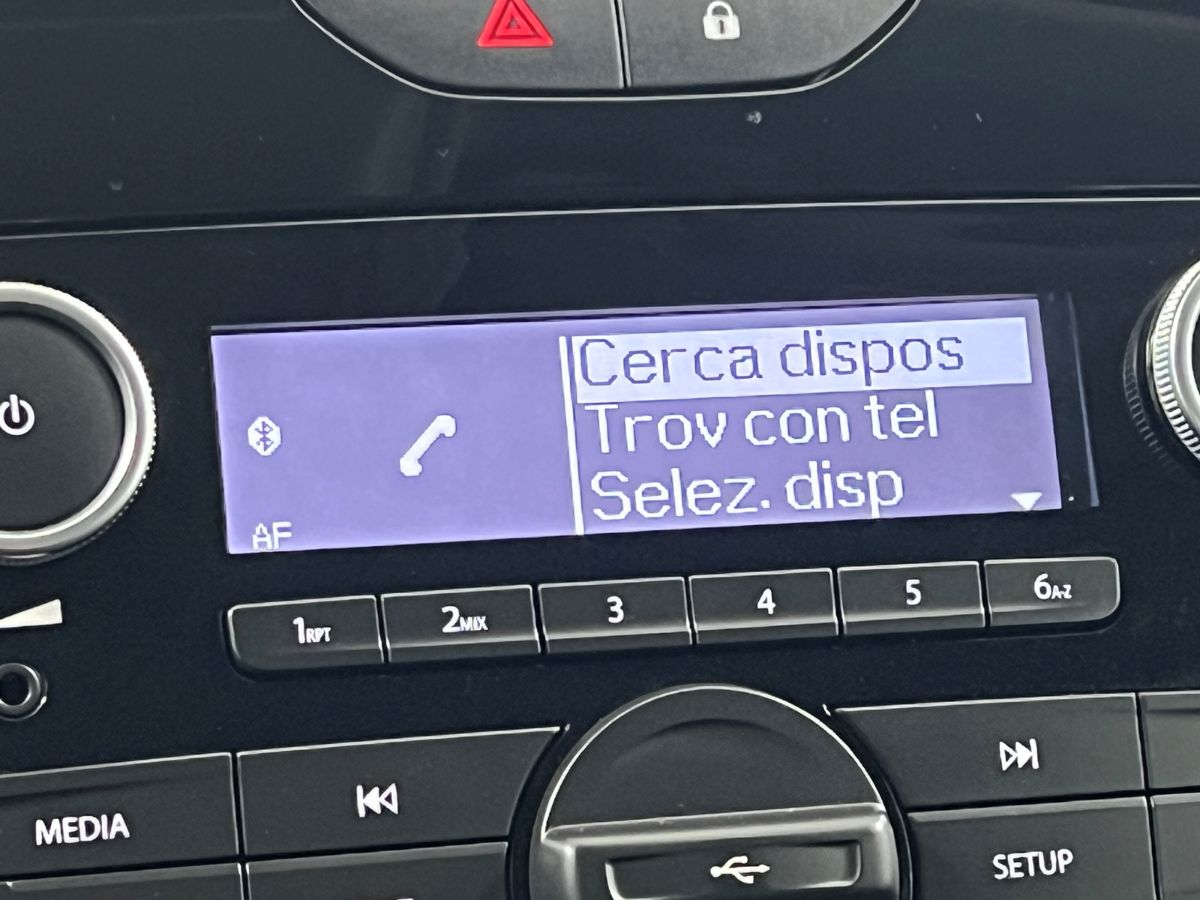 Cerca dispos
Trov con tel
Selez. disp
AF
1RPT
2MIX
3
4
5
6A-Z
MEDIA
SETUP